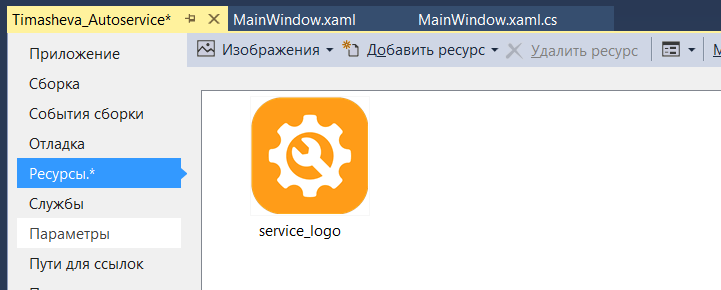 Timasheva_Autoservice* MainWindow.xaml MainWindow.xaml.cs
Изображения Добавить ресурс Удалить ресурс
Приложение
Сборка
События сборки
Отладка
Ресурсы.*
Службы
Параметры
Пути для ссылок
service_logo